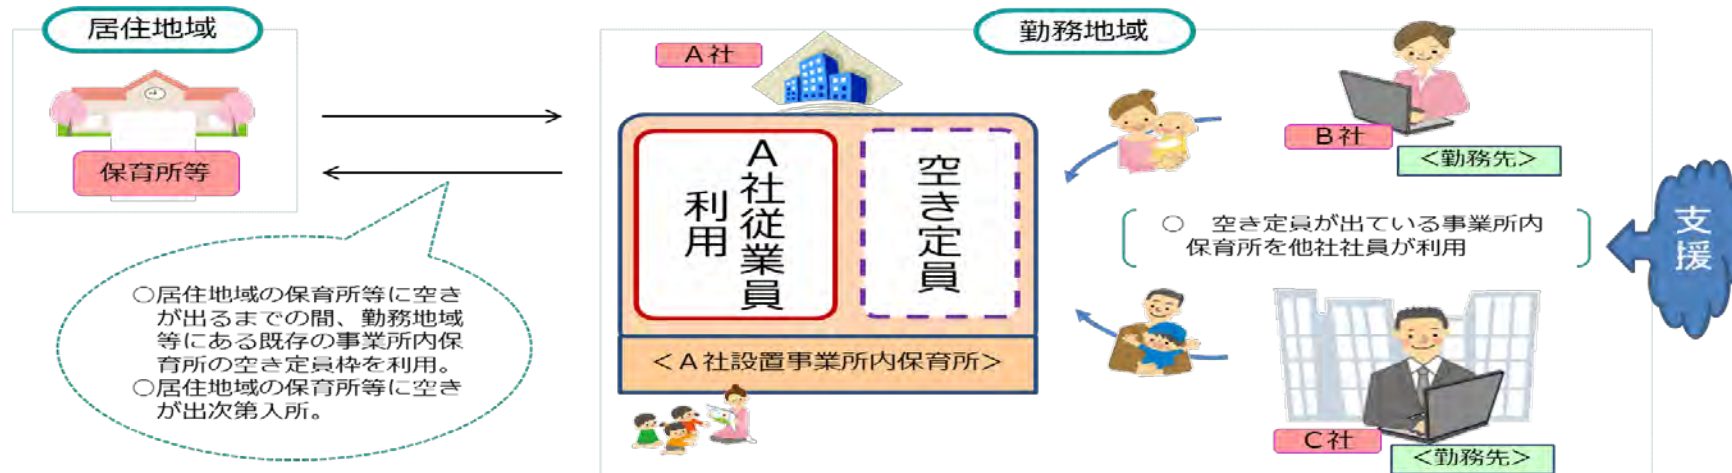 居住地域
保育所等
○居住地域の保育所等に空き
が出るまでの間、勤務地域
等にある既存の事業所内保
育所の空き定員枠を利用。
○居住地域の保育所等に空き
が出次第入所。
勤務地域
A社
A社従業員
利用
空き定員
<A社設置事業所内保育所>
B社
<勤務先>
○ 空き定員が出ている事業所内
保育所を他社社員が利用
C社
<勤務先>
支援